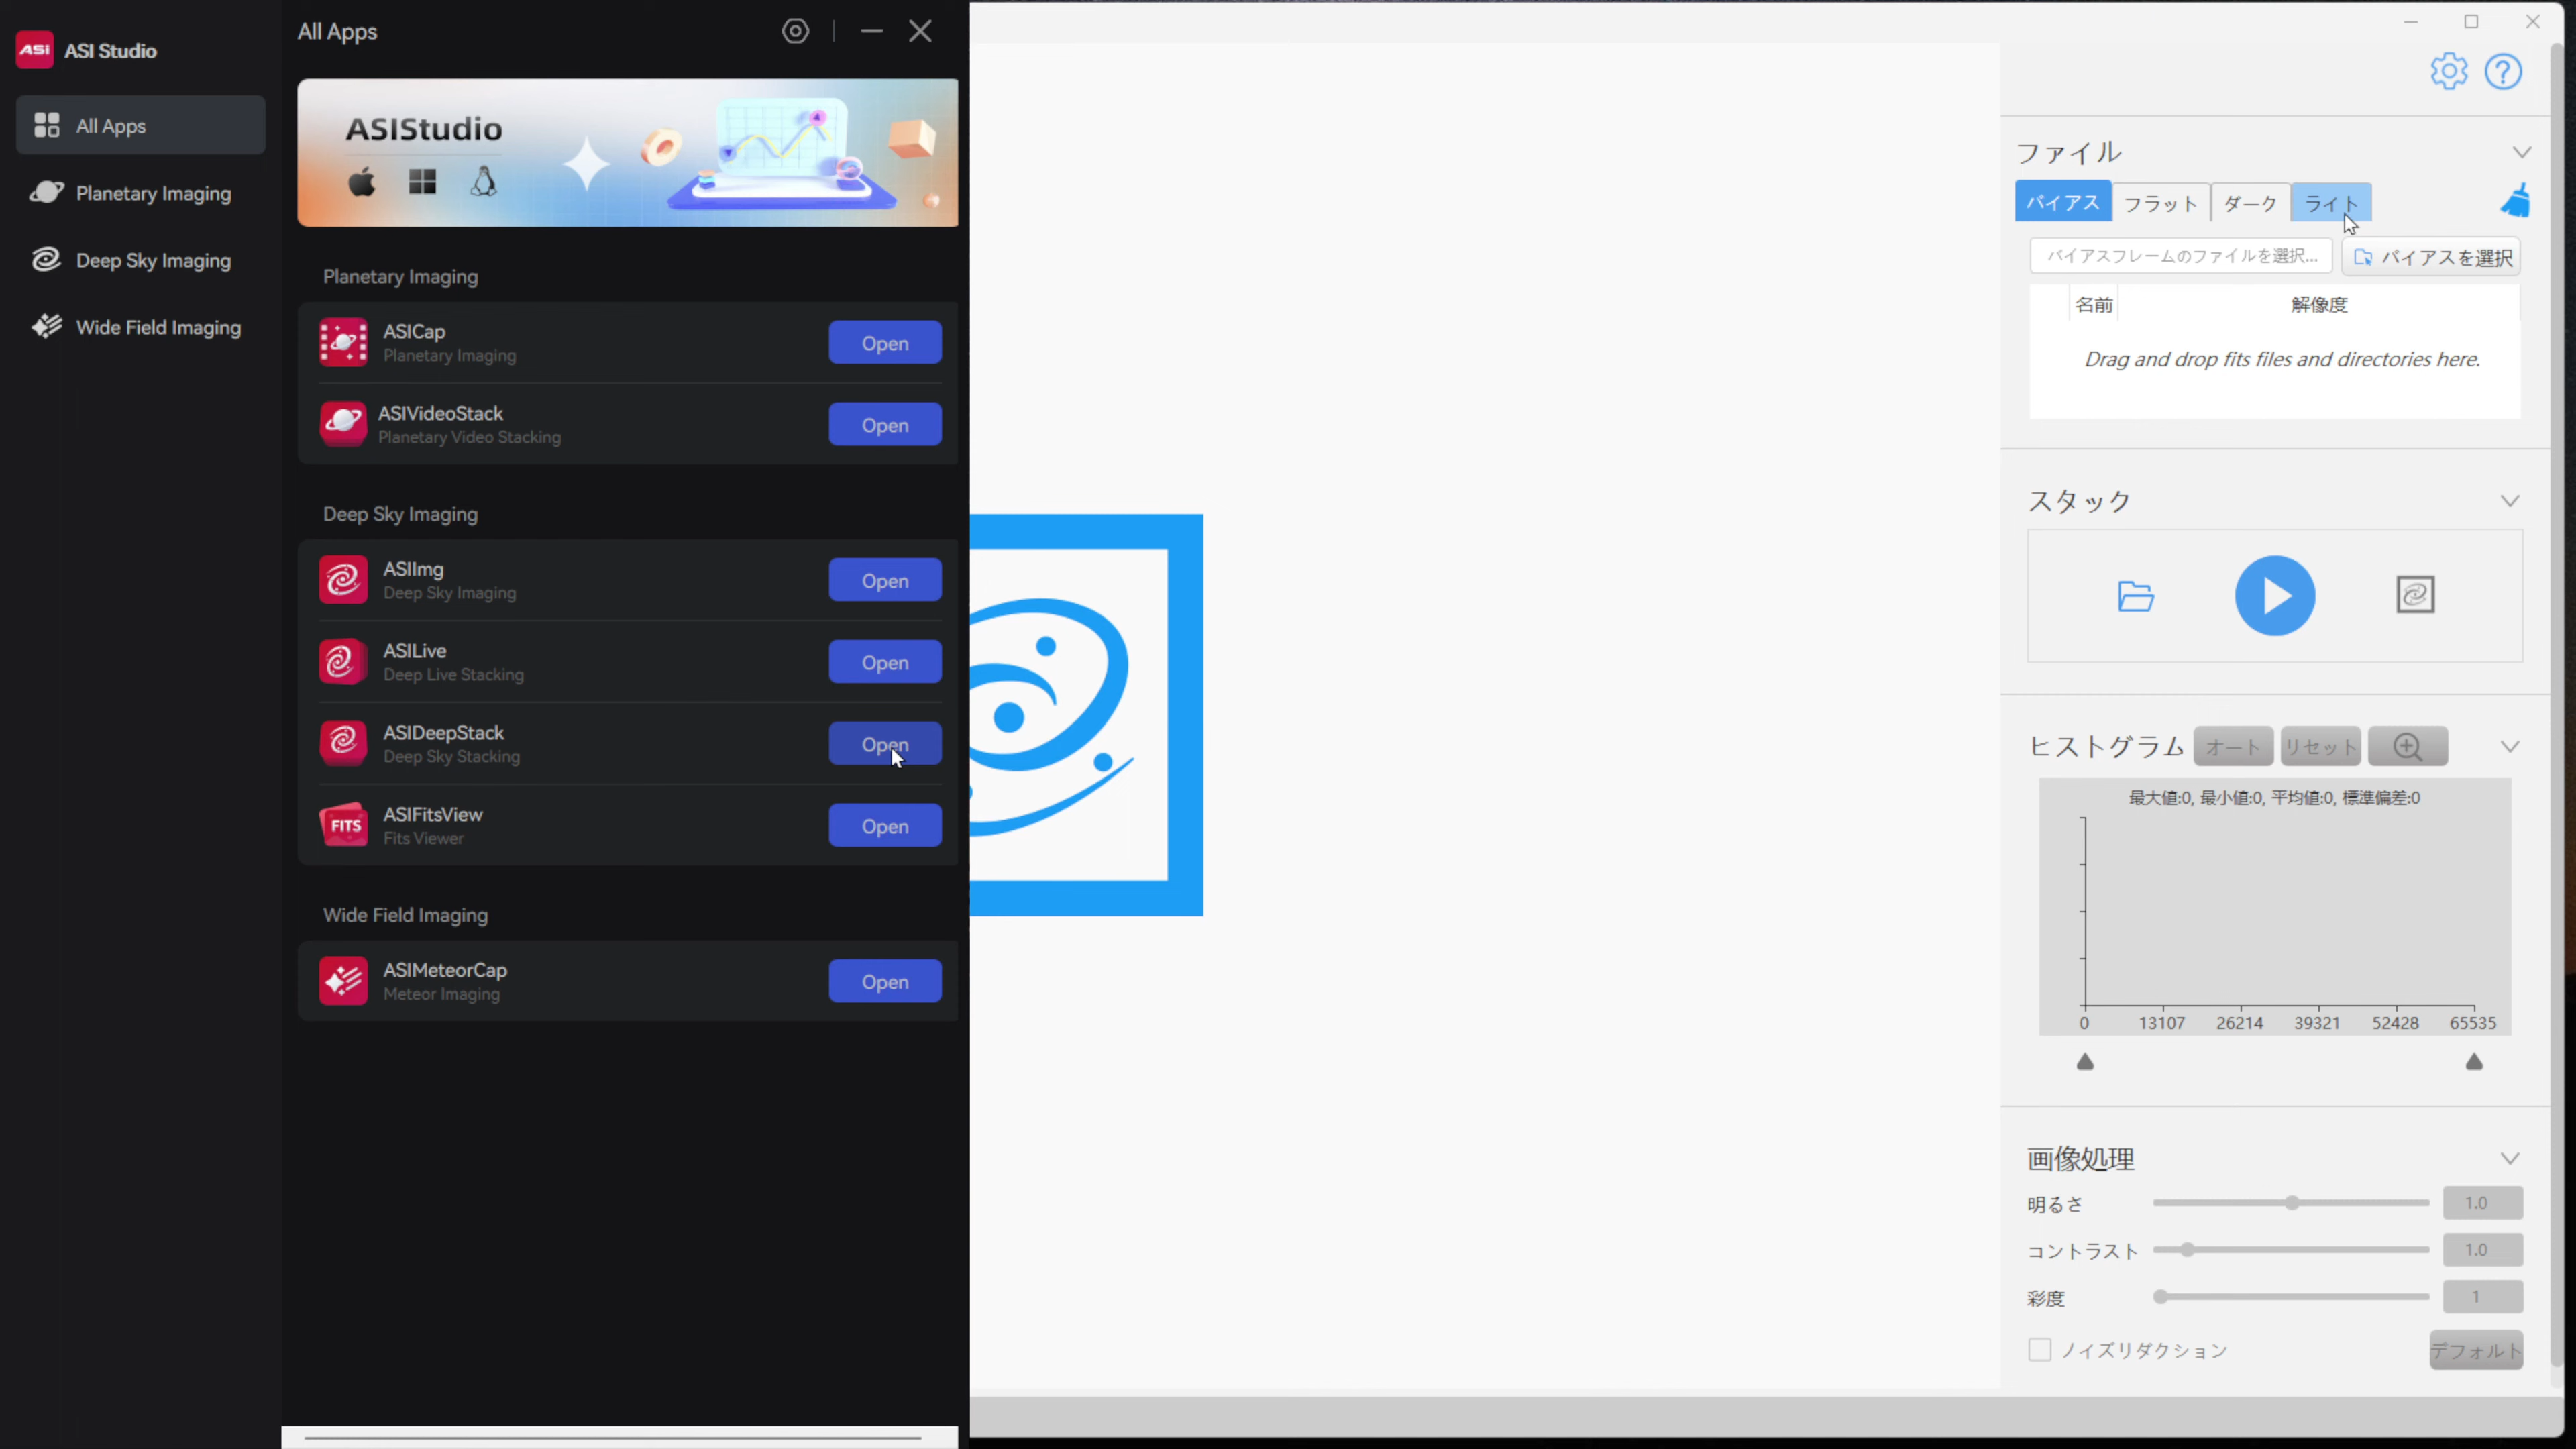 ASI ASI Studio
All Apps
Planetary Imaging
Deep Sky Imaging
Wide Field Imaging
All Apps
ASIStudio
Planetary Imaging
ASICap
Planetary Imaging
Open
ASIVideoStack
Planetary Video Stacking
Open
Deep Sky Imaging
ASIImg
Deep Sky Imaging
Open
ASILive
Deep Live Stacking
Open
ASIDeepStack
Deep Sky Stacking
Open
FITS
ASIFitsView
Fits Viewer
Open
Wide Field Imaging
ASIMeteorCap
Meteor Imaging
Open
ファイル
バイアス フラット ダーク ライト
バイアスフレームのファイルを選択... バイアスを選択
名前 解像度
Drag and drop fits files and directories here.
スタック
ヒストグラム オート リセット
最大値:0, 最小値:0, 平均値:0, 標準偏差:0
0 13107 26214 39321 52428 65535
画像処理
明るさ 1.0
コントラスト 1.0
彩度 1
ノイズリダクション デフォルト